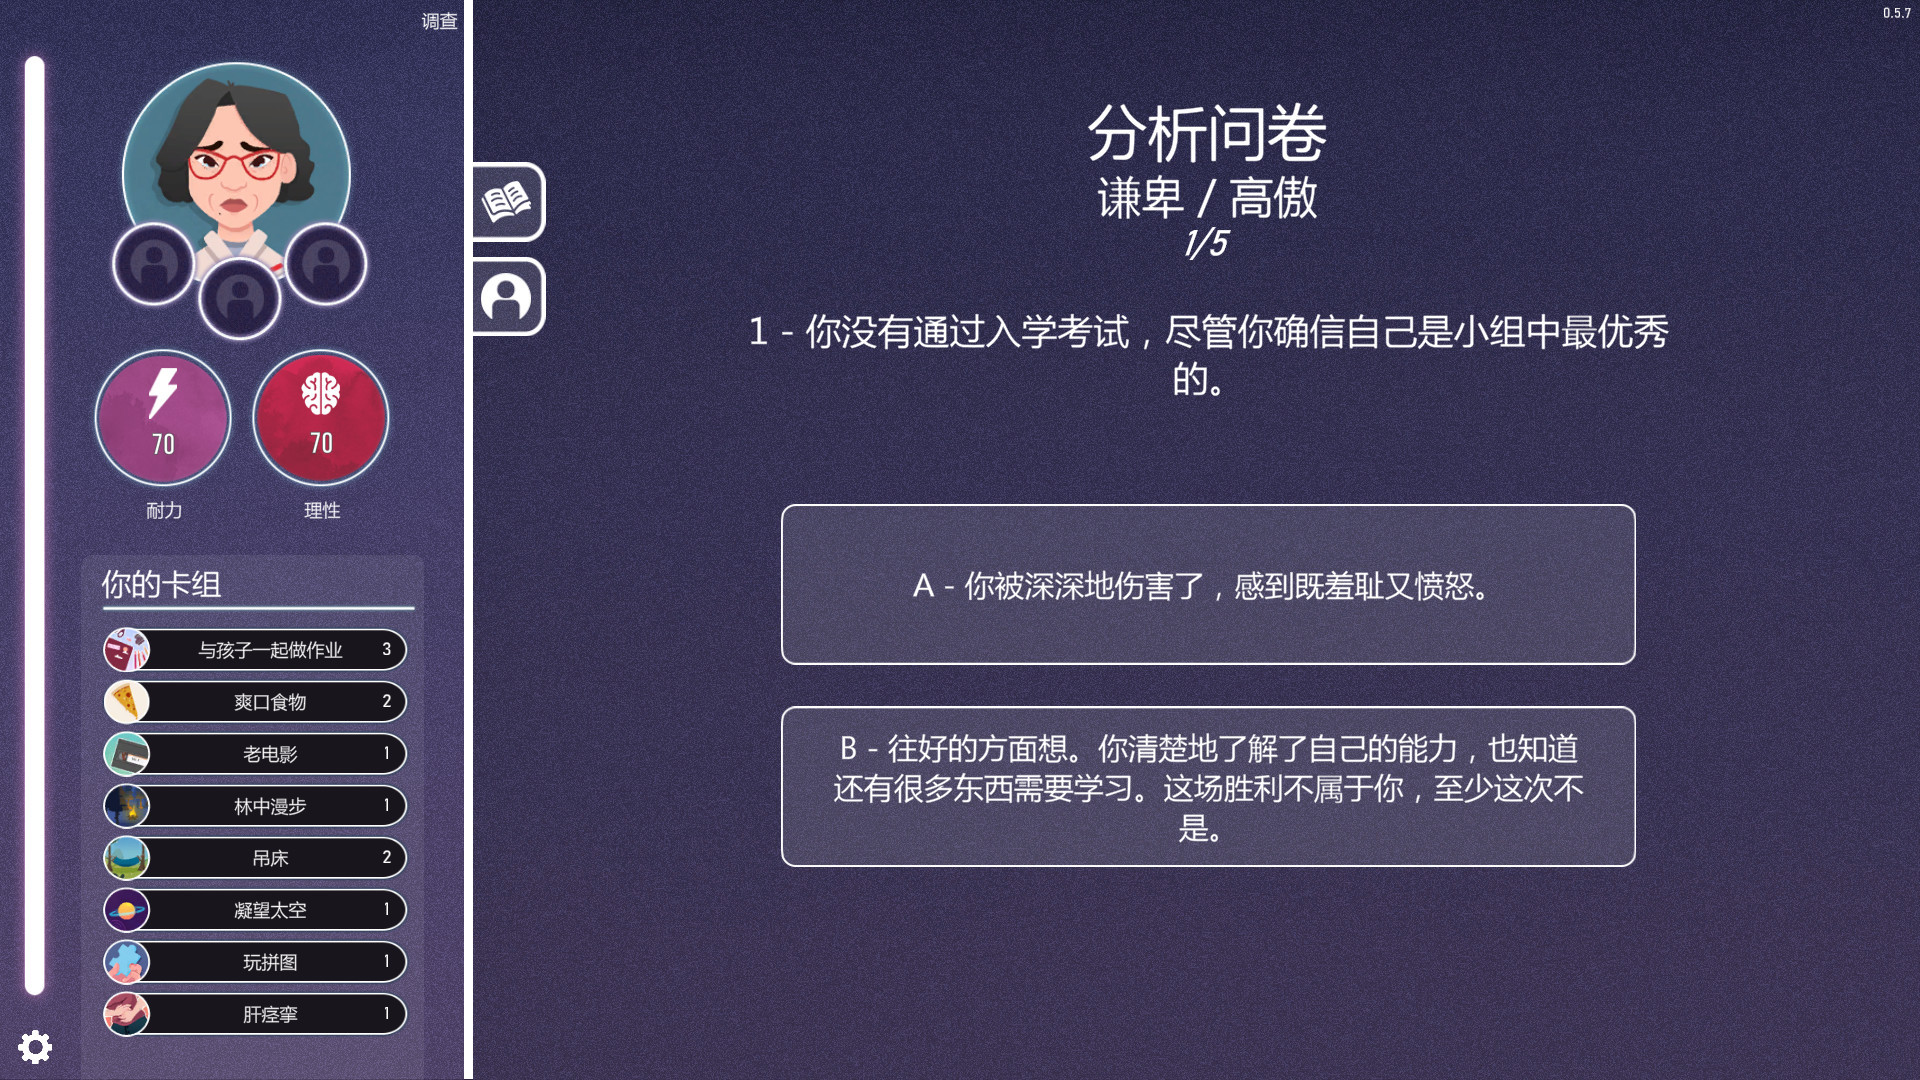 调查
0.5.7
70
70
耐力
理性
你的卡组
与孩子一起做作业 3
爽口食物 2
老电影 1
林中漫步 1
吊床 2
凝望太空 1
玩拼图 1
肝痉挛 1
分析问卷
谦卑 / 高傲
1/5
1 - 你没有通过入学考试，尽管你确信自己是小组中最优秀
的。
A - 你被深深地伤害了，感到既羞耻又愤怒。
B - 往好的方面想。你清楚地了解了自己的能力，也知道
还有很多东西需要学习。这场胜利不属于你，至少这次不
是。